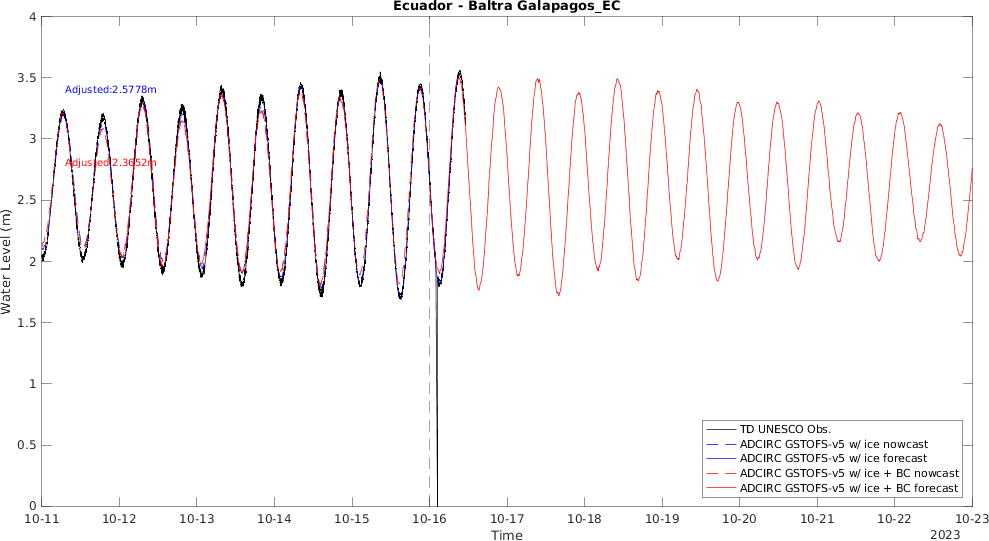 Ecuador - Baltra Galapagos_EC
4
3.5
3
2.5
2
1.5
1
0.5
0
Water Level (m)
Adjusted:2.5778m
Adjusted:2.3652m
TD UNESCO Obs.
ADCIRC GSTOFS-v5 w/ ice nowcast
ADCIRC GSTOFS-v5 w/ ice forecast
ADCIRC GSTOFS-v5 w/ ice + BC nowcast
ADCIRC GSTOFS-v5 w/ ice + BC forecast
10-11 10-12 10-13 10-14 10-15 10-16 10-17 10-18 10-19 10-20 10-21 10-22 10-23
Time
2023